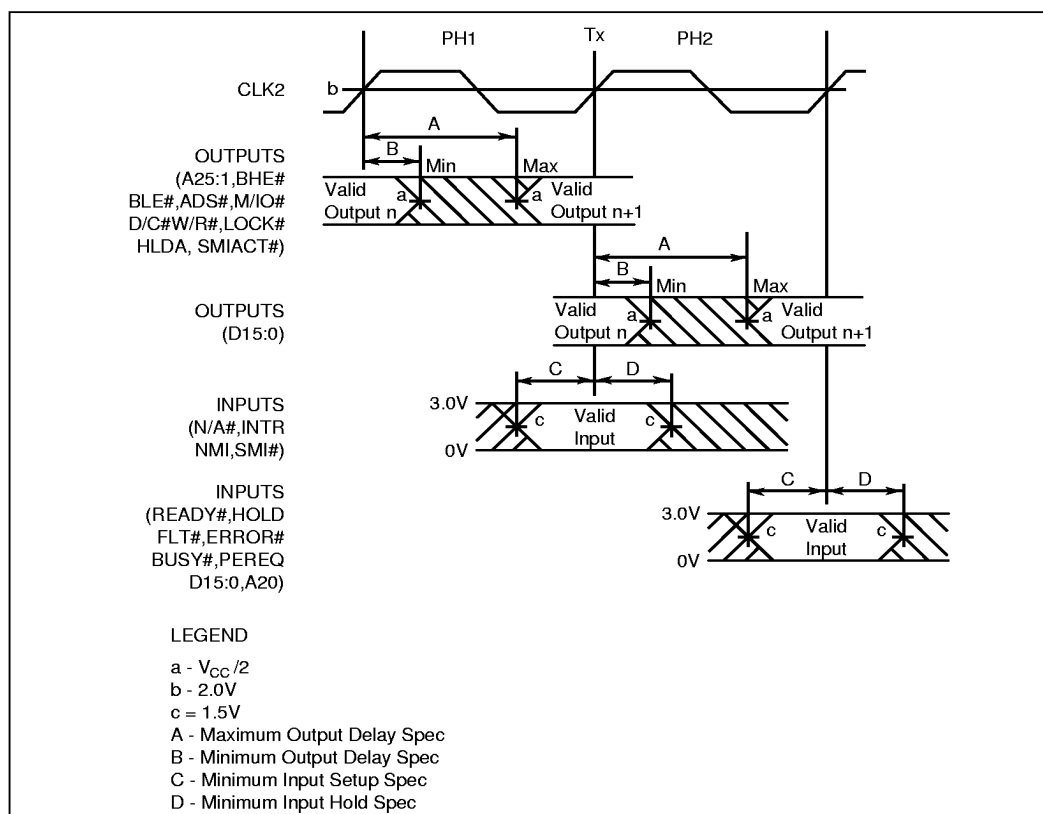 PH1 Tx PH2
CLK2 b
A
B
Min Max
OUTPUTS
(A25:1,BHE#
BLE#,ADS#,M/IO#
D/C#W/R#,LOCK#
HLDA, SMIACT#)
Valid
Output n
a
a
Valid
Output n+1
A
B
Min Max
OUTPUTS
(D15:0)
Valid
Output n
a
a
Valid
Output n+1
C D
INPUTS
(N/A#,INTR
NMI,SMI#)
3.0V
0V
c
Valid
Input
c
C D
INPUTS
(READY#,HOLD
FLT#,ERROR#
BUSY#,PEREQ
D15:0,A20)
3.0V
0V
c
Valid
Input
c
LEGEND
a - VCC /2
b - 2.0V
c = 1.5V
A - Maximum Output Delay Spec
B - Minimum Output Delay Spec
C - Minimum Input Setup Spec
D - Minimum Input Hold Spec